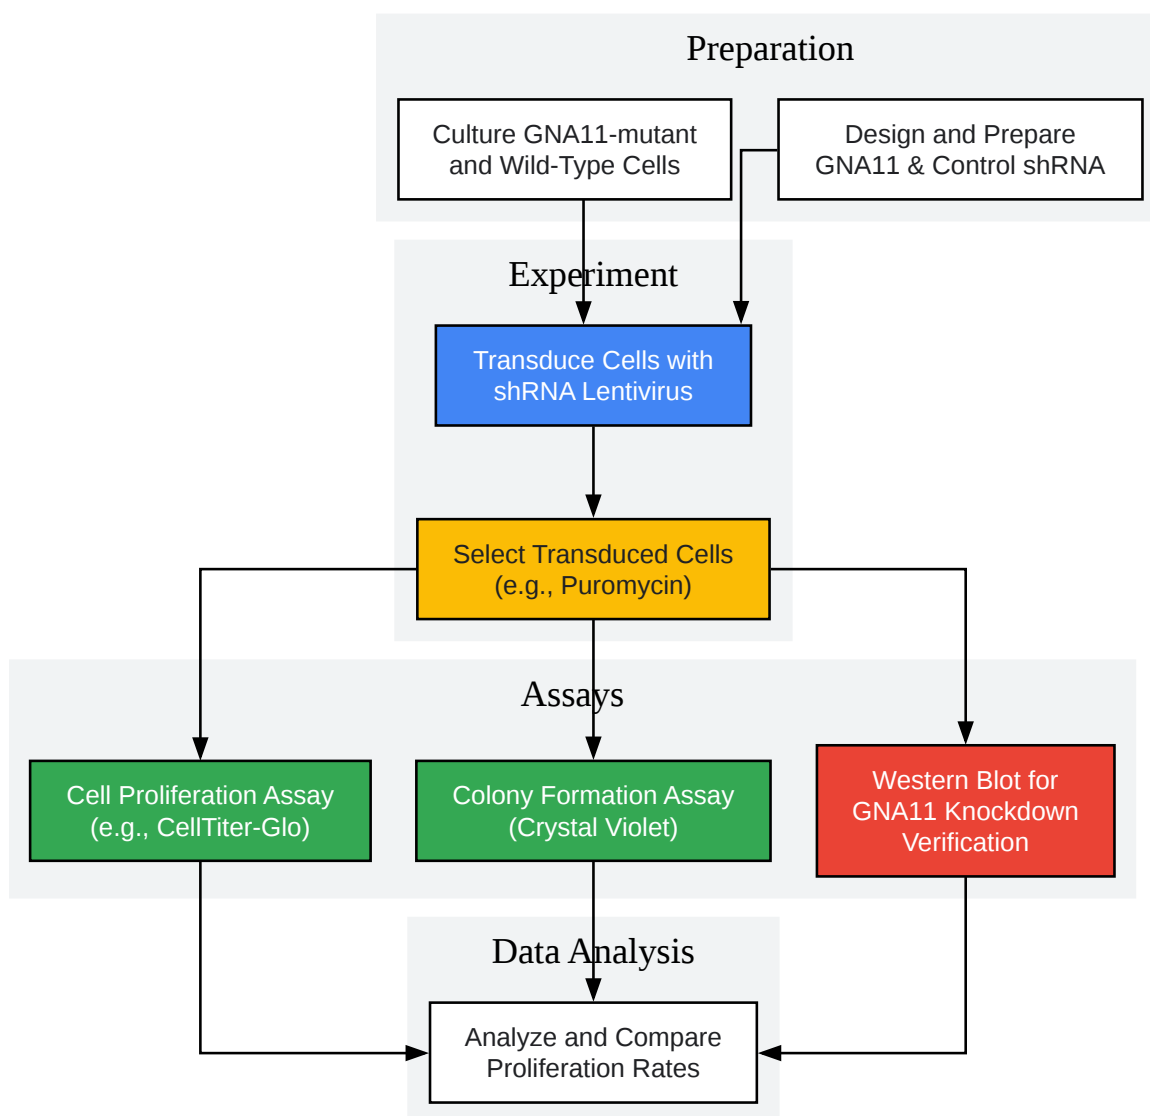 Preparation
Culture GNA11-mutant
and Wild-Type Cells
Design and Prepare
GNA11 & Control shRNA
Experiment
Transduce Cells with
shRNA Lentivirus
Select Transduced Cells
(e.g., Puromycin)
Assays
Cell Proliferation Assay
(e.g., CellTiter-Glo)
Colony Formation Assay
(Crystal Violet)
Western Blot for
GNA11 Knockdown
Verification
Data Analysis
Analyze and Compare
Proliferation Rates